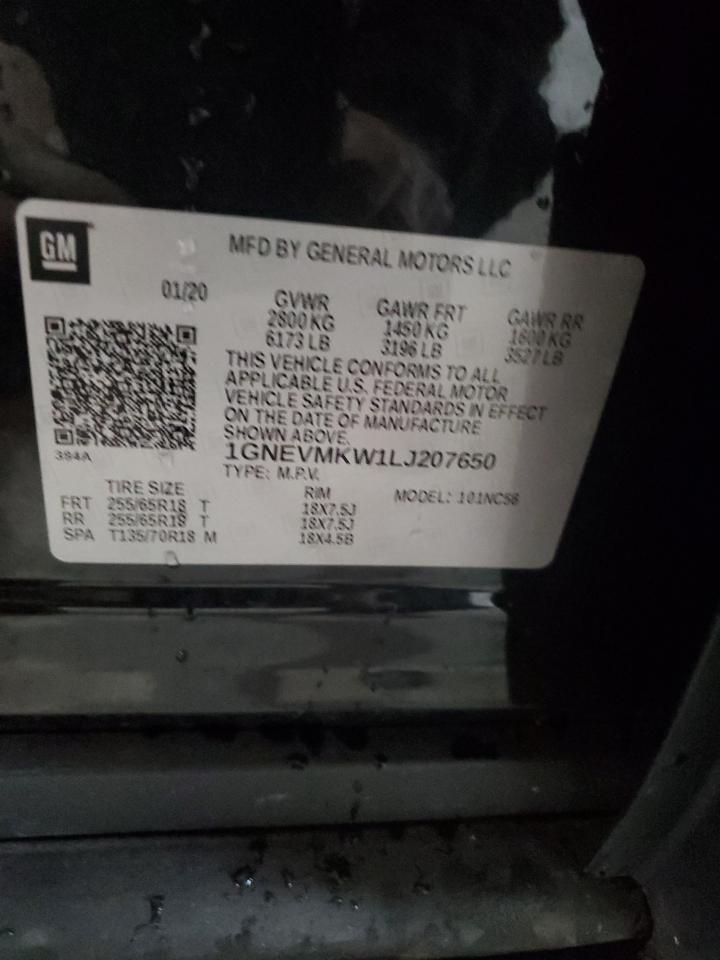 GM
MFD BY GENERAL MOTORS LLC
01/20
GVWR
2800 KG
6173 LB
GAWR FRT
1450 KG
3196 LB
GAWR RR
1600 KG
3527 LB
THIS VEHICLE CONFORMS TO ALL
APPLICABLE U.S. FEDERAL MOTOR
VEHICLE SAFETY STANDARDS IN EFFECT
ON THE DATE OF MANUFACTURE
SHOWN ABOVE.
1GNEVMKW1LJ207650
TYPE: M.P.V.
394A
TIRE SIZE RIM MODEL: 101NC56
FRT 255/65R18 T 18X7.5J
RR 255/65R18 T 18X7.5J
SPA T135/70R18 M 18X4.5B